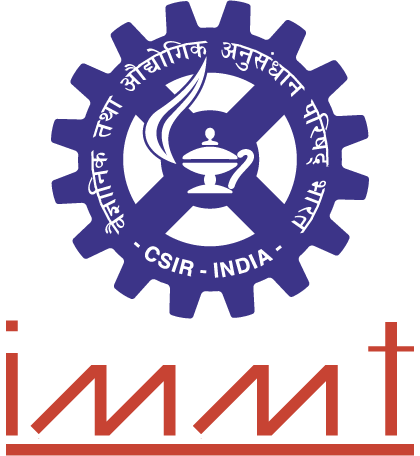 वैज्ञानिक तथा औद्योगिक अनुसंधान परिषद् भारत
- CSIR - INDIA -
immt